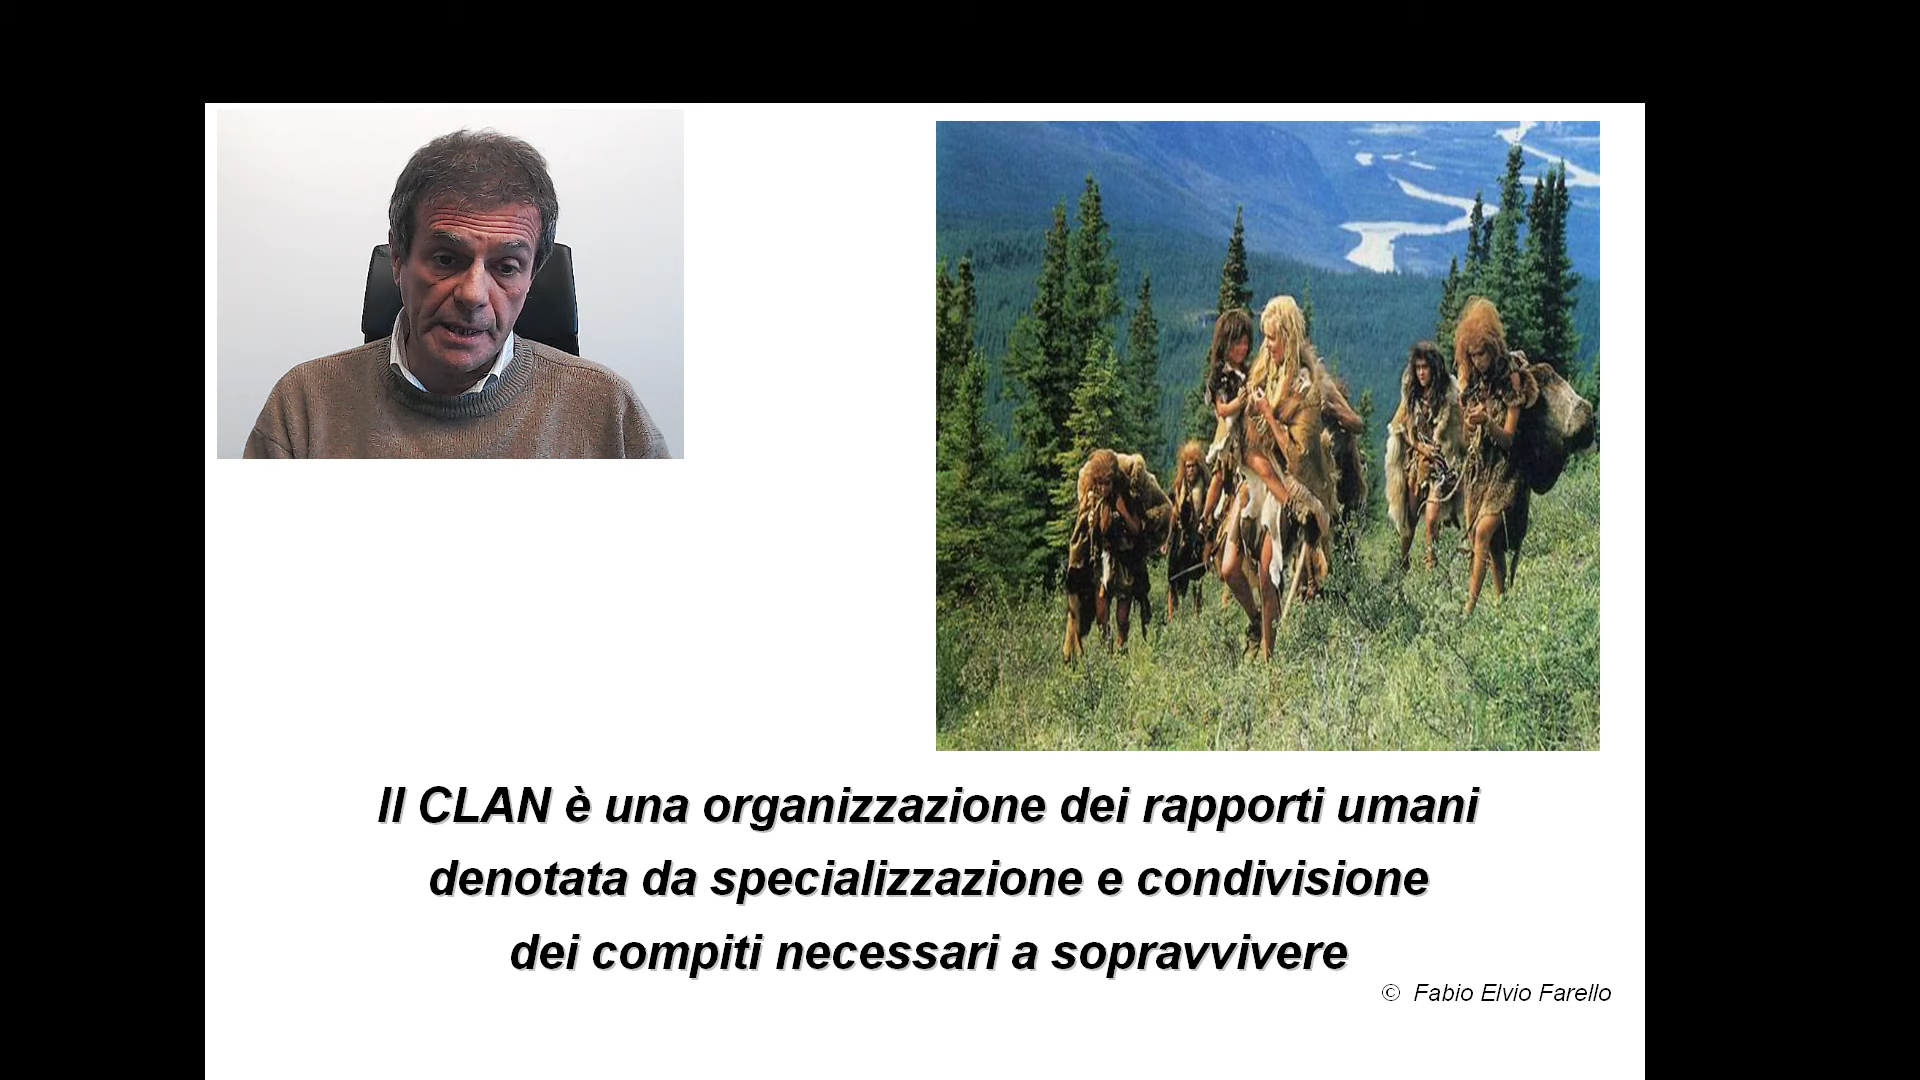 Il CLAN è una organizzazione dei rapporti umani
denotata da specializzazione e condivisione
dei compiti necessari a sopravvivere
© Fabio Elvio Farello